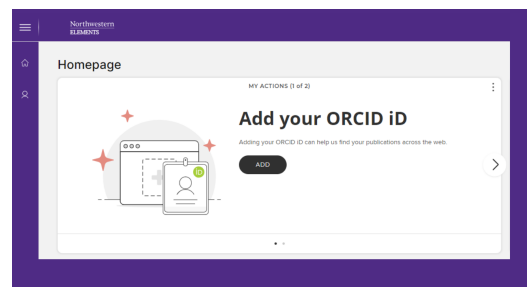 Northwestern
ELEMENTS
Homepage
MY ACTIONS (1 of 2)
Add your ORCID iD
Adding your ORCID iD can help us find your publications across the web.
ADD
iD